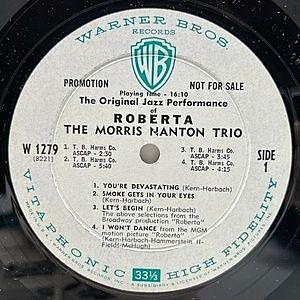 WARNER BROS
RECORDS
WB
PROMOTION
NOT FOR SALE
Playing time - 16:10
The Original Jazz Performance
of
ROBERTA
THE MORRIS NANTON TRIO
W 1279
(8221)
1. T. B. Harms Co.
ASCAP - 2:50
2. T. B. Harms Co.
ASCAP - 5:40
3. T. B. Harms Co.
ASCAP - 3:45
4. T. B. Harms Co.
ASCAP - 4:15
SIDE
1
1. YOU'RE DEVASTATING (Kern-Harbach)
2. SMOKE GETS IN YOUR EYES
(Kern-Harbach)
3. LET'S BEGIN (Kern-Harbach)
The above selections from the
Broadway production "Roberta"
4. I WON'T DANCE from the MGM
motion picture "Roberta"
(Kern-Harbach-Hammerstein II-
Fields-McHugh)
VITAPHONIC
33⅓
HIGH FIDELITY